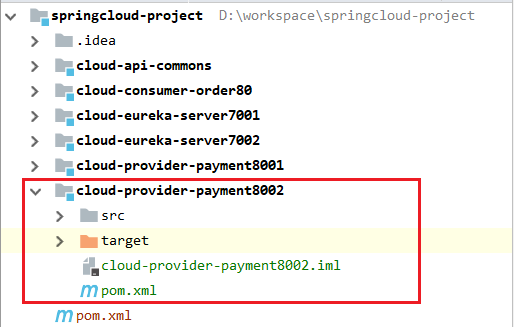 springcloud-project D:\workspace\springcloud-project
.idea
cloud-api-commons
cloud-consumer-order80
cloud-eureka-server7001
cloud-eureka-server7002
cloud-provider-payment8001
cloud-provider-payment8002
src
target
cloud-provider-payment8002.iml
m pom.xml
m pom.xml